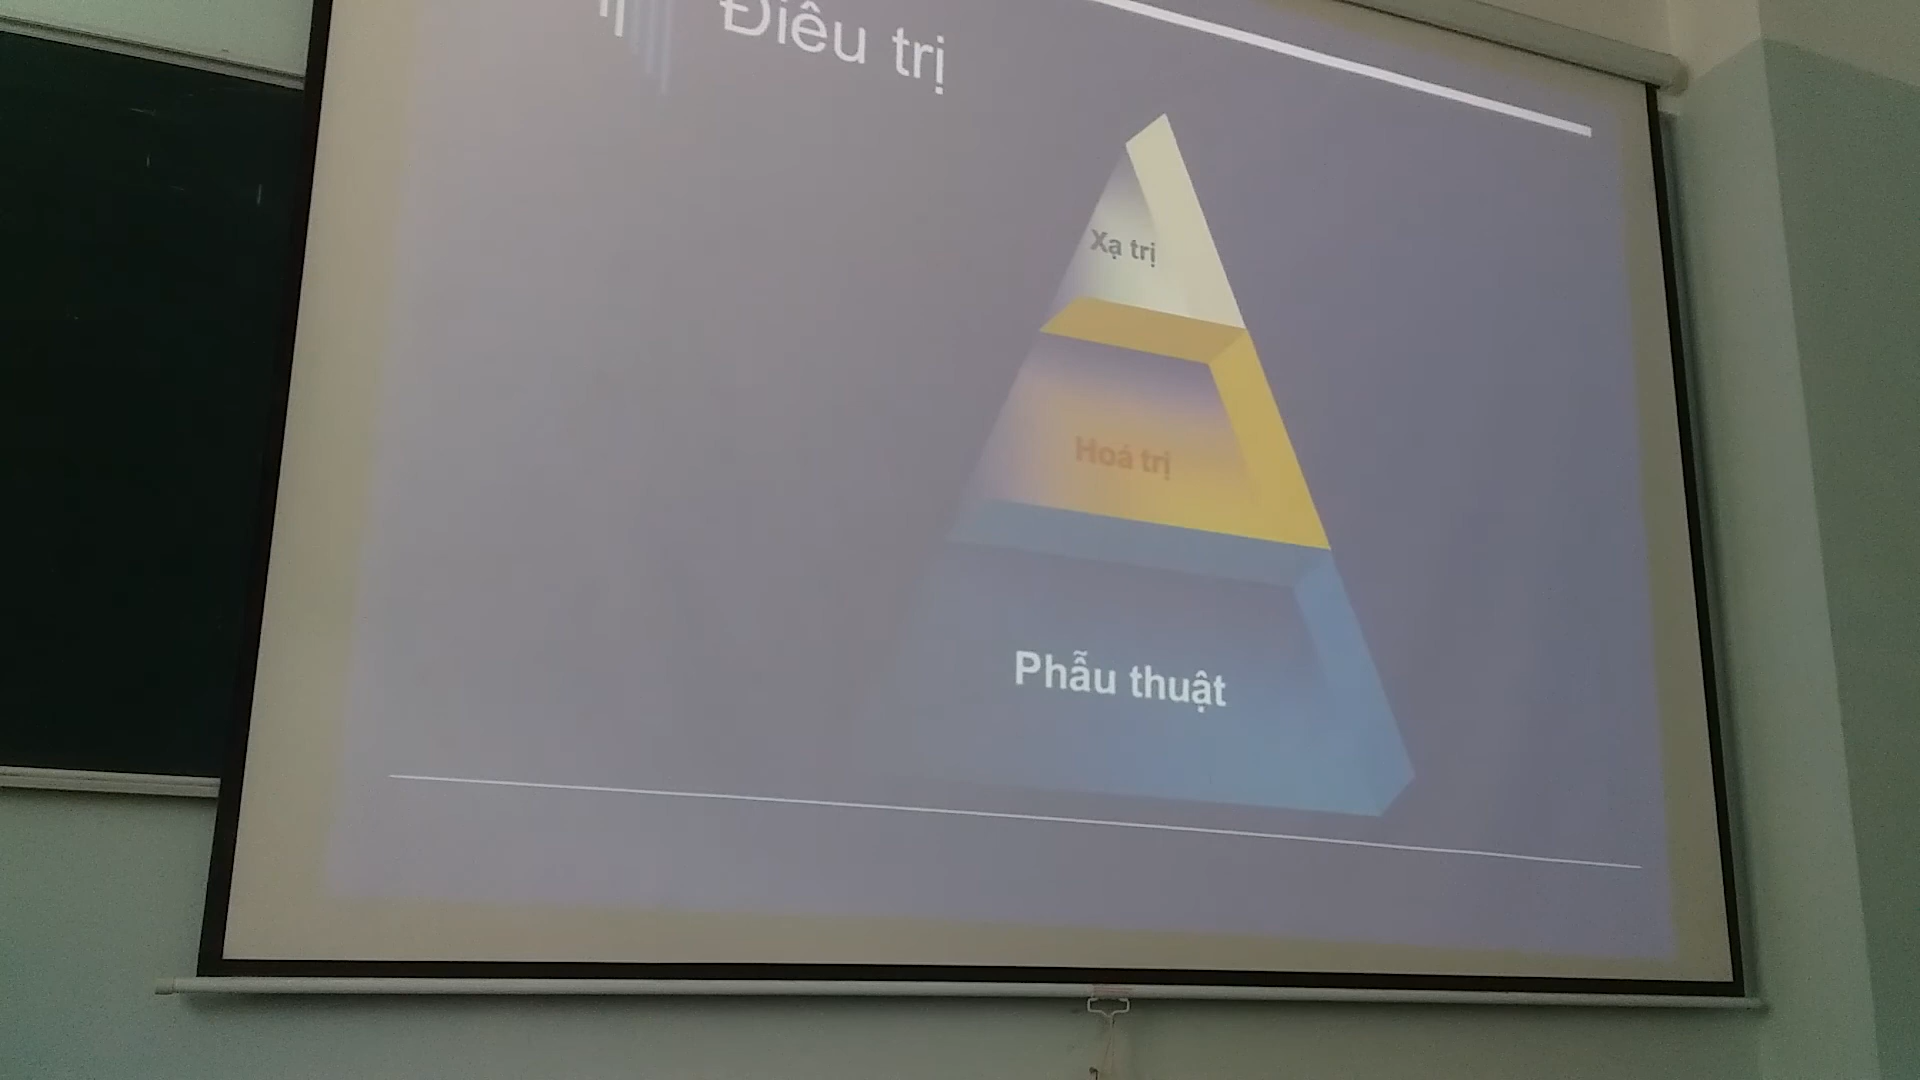 Điều trị
Xạ trị
Hoá trị
Phẫu thuật